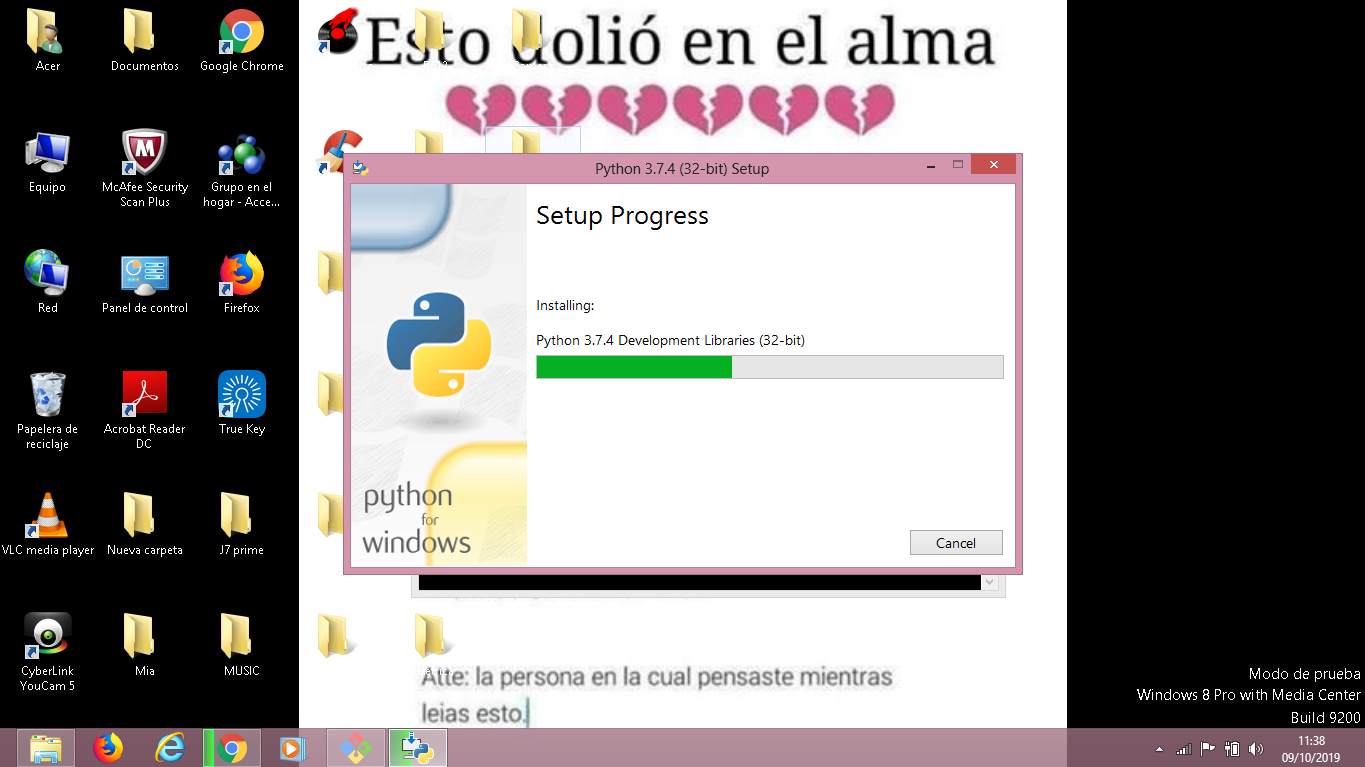 Esto dolió en el alma
Acer
Documentos
Google Chrome
Equipo
McAfee Security
Scan Plus
Grupo en el
hogar - Acce...
Red
Panel de control
Firefox
Papelera de
reciclaje
Acrobat Reader
DC
True Key
VLC media player
Nueva carpeta
J7 prime
CyberLink
YouCam 5
Mia
MUSIC
Python 3.7.4 (32-bit) Setup
Setup Progress
Installing:
Python 3.7.4 Development Libraries (32-bit)
python
for
windows
Cancel
Atte: la persona en la cual pensaste mientras
leias esto.
Modo de prueba
Windows 8 Pro with Media Center
Build 9200
11:38
09/10/2019